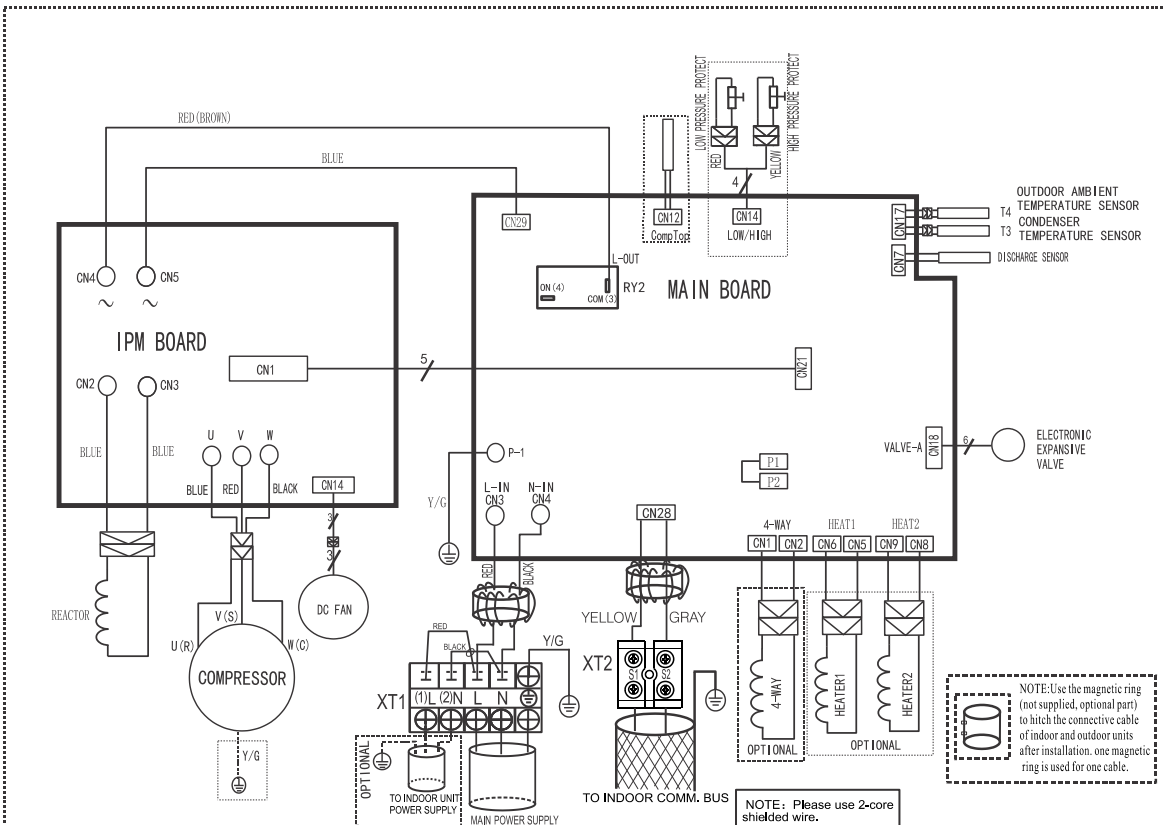 LOW PRESSURE PROTECT
HIGH PRESSURE PROTECT
RED
YELLOW
4
RED(BROWN)
BLUE
CN29
CN12
CompTop
CN14
LOW/HIGH
CN17
CN7
T4
OUTDOOR AMBIENT
TEMPERATURE SENSOR
T3
CONDENSER
TEMPERATURE SENSOR
DISCHARGE SENSOR
L-OUT
ON(4)
COM(3)
RY2
MAIN BOARD
CN4
CN5
IPM BOARD
CN1
5
CN21
CN2
CN3
BLUE
BLUE
U
V
W
BLUE
RED
BLACK
CN14
3
3
P-1
Y/G
L-IN
CN3
N-IN
CN4
CN28
P1
P2
VALVE-A
CN18
6
ELECTRONIC
EXPANSIVE
VALVE
4-WAY
HEAT1
HEAT2
CN1
CN2
CN6
CN5
CN9
CN8
REACTOR
V(S)
U(R)
W(C)
COMPRESSOR
Y/G
DC FAN
RED
BLACK
RED
BLACK
Y/G
XT1
(1)L
(2)N
L
N
OPTIONAL
TO INDOOR UNIT
POWER SUPPLY
MAIN POWER SUPPLY
YELLOW
GRAY
XT2
S1
S2
TO INDOOR COMM. BUS
4-WAY
OPTIONAL
HEATER1
HEATER2
OPTIONAL
NOTE: Please use 2-core
shielded wire.
NOTE:Use the magnetic ring
(not supplied, optional part)
to hitch the connective cable
of indoor and outdoor units
after installation. one magnetic
ring is used for one cable.